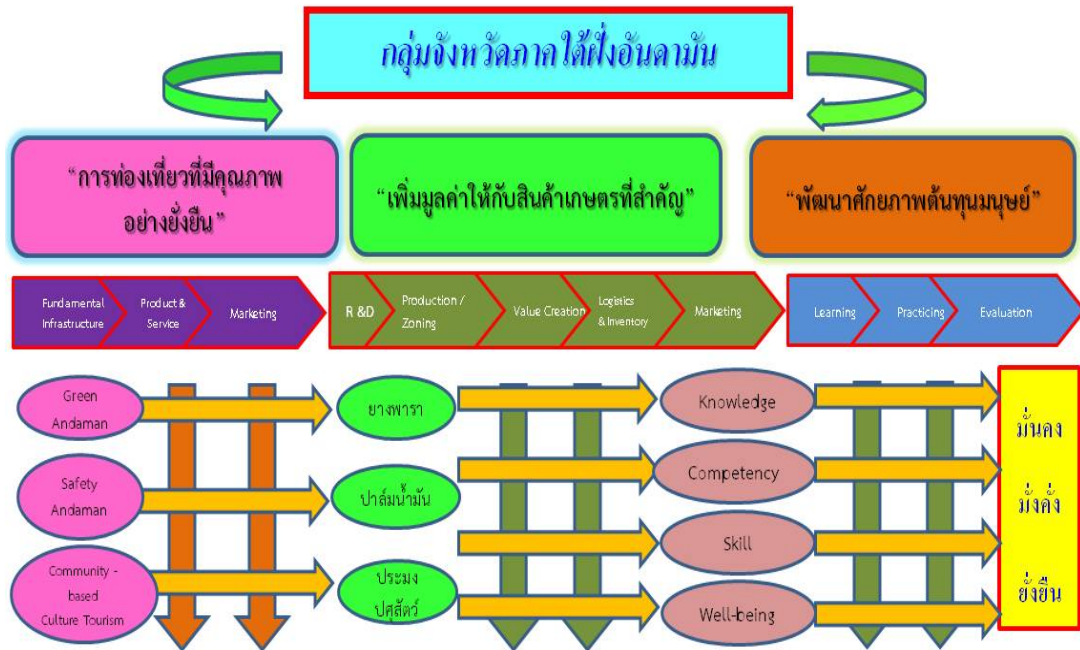 กลุ่มจังหวัดภาคใต้ฝั่งอันดามัน
“การท่องเที่ยวที่มีคุณภาพ
อย่างยั่งยืน”
“เพิ่มมูลค่าให้กับสินค้าเกษตรที่สำคัญ”
“พัฒนาศักยภาพต้นทุนมนุษย์”
Fundamental
Infrastructure
Product &
Service
Marketing
R &D
Production /
Zoning
Value Creation
Logistics
& Inventory
Marketing
Learning
Practicing
Evaluation
Green
Andaman
ยางพารา
Knowledge
มั่นคง
Safety
Andaman
ปาล์มน้ำมัน
Competency
มั่งคั่ง
Skill
Community -
based
Culture Tourism
ประมง
ปศุสัตว์
Well-being
ยั่งยืน